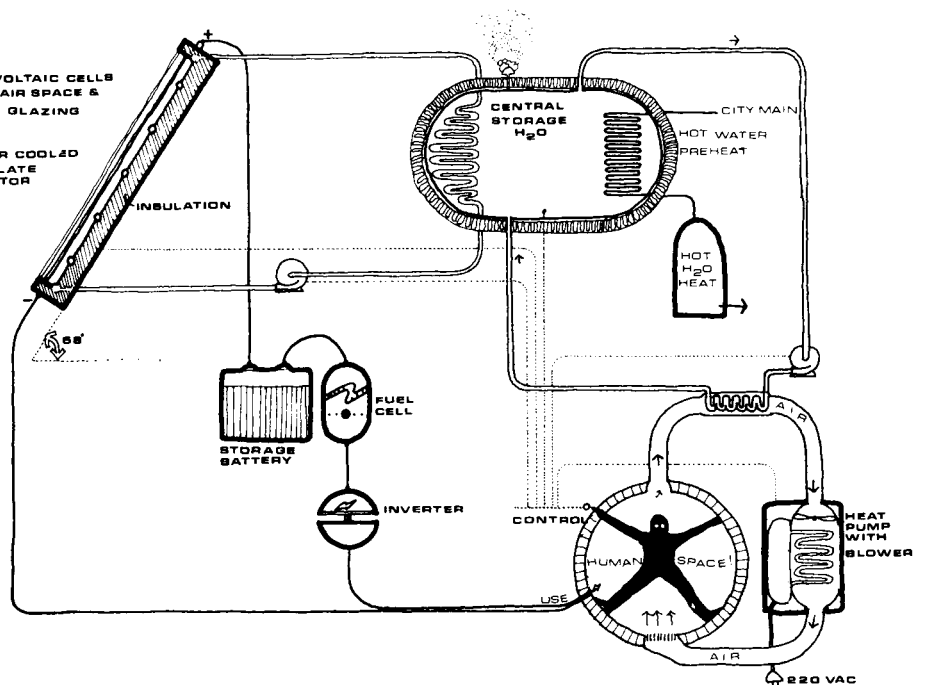 VOLTAIC CELLS
AIR SPACE &
GLAZING
R COOLED
LATE
TOR
INSULATION
+
-
CENTRAL
STORAGE
H2O
CITY MAIN
HOT WATER
PREHEAT
HOT
H2O
HEAT
STORAGE
BATTERY
FUEL
CELL
INVERTER
CONTROL
HUMAN SPACE!
USE
AIR
HEAT
PUMP
WITH
BLOWER
AIR
220 VAC